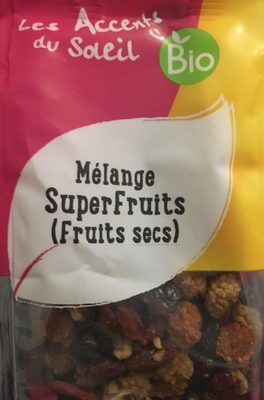 Les Accents
du Soleil
Bio
Mélange
SuperFruits
(Fruits secs)